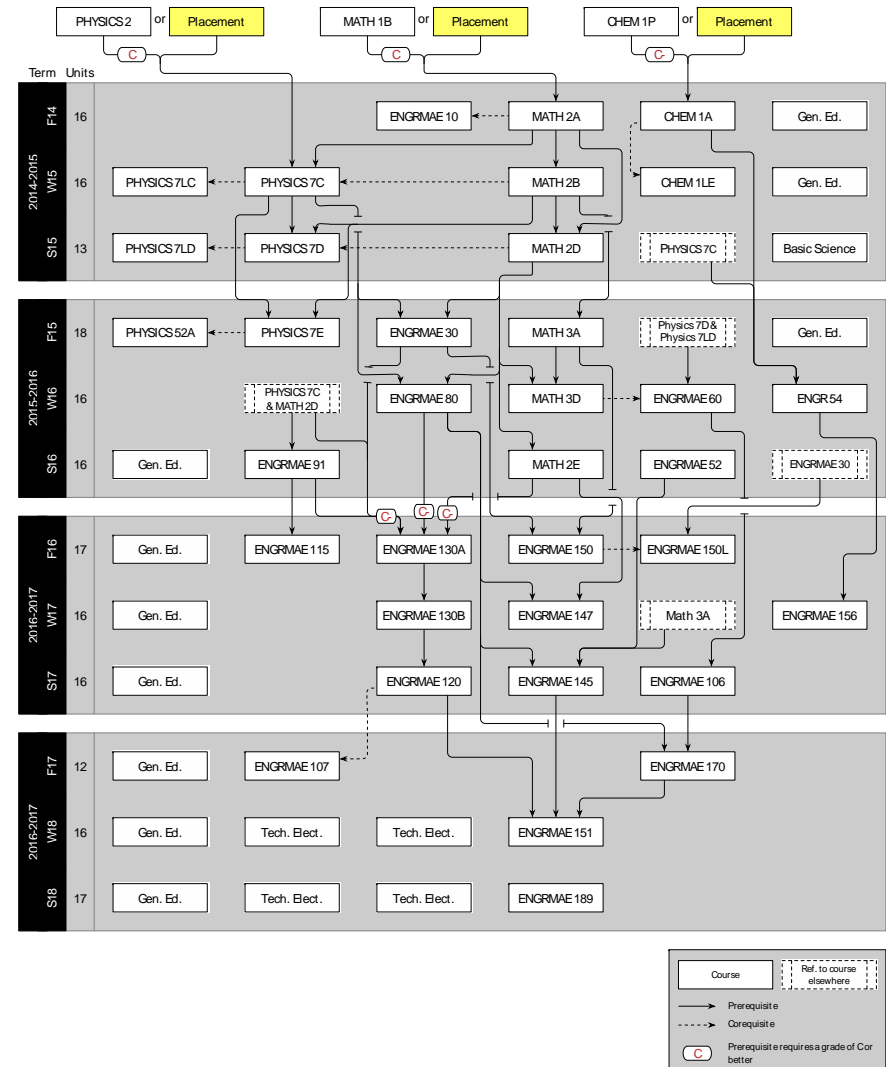 PHYSICS 2 or Placement MATH 1B or Placement CHEM 1P or Placement
C C C-
Term Units
2014-2015
F14 16 ENGRMAE 10 MATH 2A CHEM 1A Gen. Ed.
W15 16 PHYSICS 7LC PHYSICS 7C MATH 2B CHEM 1LE Gen. Ed.
S15 13 PHYSICS 7LD PHYSICS 7D MATH 2D PHYSICS 7C Basic Science
2015-2016
F15 18 PHYSICS 52A PHYSICS 7E ENGRMAE 30 MATH 3A Physics 7D &
Physics 7LD
Gen. Ed.
W16 16 PHYSICS 7C
& MATH 2D
ENGRMAE 80 MATH 3D ENGRMAE 60 ENGR 54
S16 16 Gen. Ed. ENGRMAE 91 MATH 2E ENGRMAE 52 ENGRMAE 30
C- C- C-
2016-2017
F16 17 Gen. Ed. ENGRMAE 115 ENGRMAE 130A ENGRMAE 150 ENGRMAE 150L
W17 16 Gen. Ed. ENGRMAE 130B ENGRMAE 147 Math 3A ENGRMAE 156
S17 16 Gen. Ed. ENGRMAE 120 ENGRMAE 145 ENGRMAE 106
2016-2017
F17 12 Gen. Ed. ENGRMAE 107 ENGRMAE 170
W18 16 Gen. Ed. Tech. Elect. Tech. Elect. ENGRMAE 151
S18 17 Gen. Ed. Tech. Elect. Tech. Elect. ENGRMAE 189
Course Ref. to course
elsewhere
Prerequisite
Corequisite
C Prerequisite requires a grade of C or
better